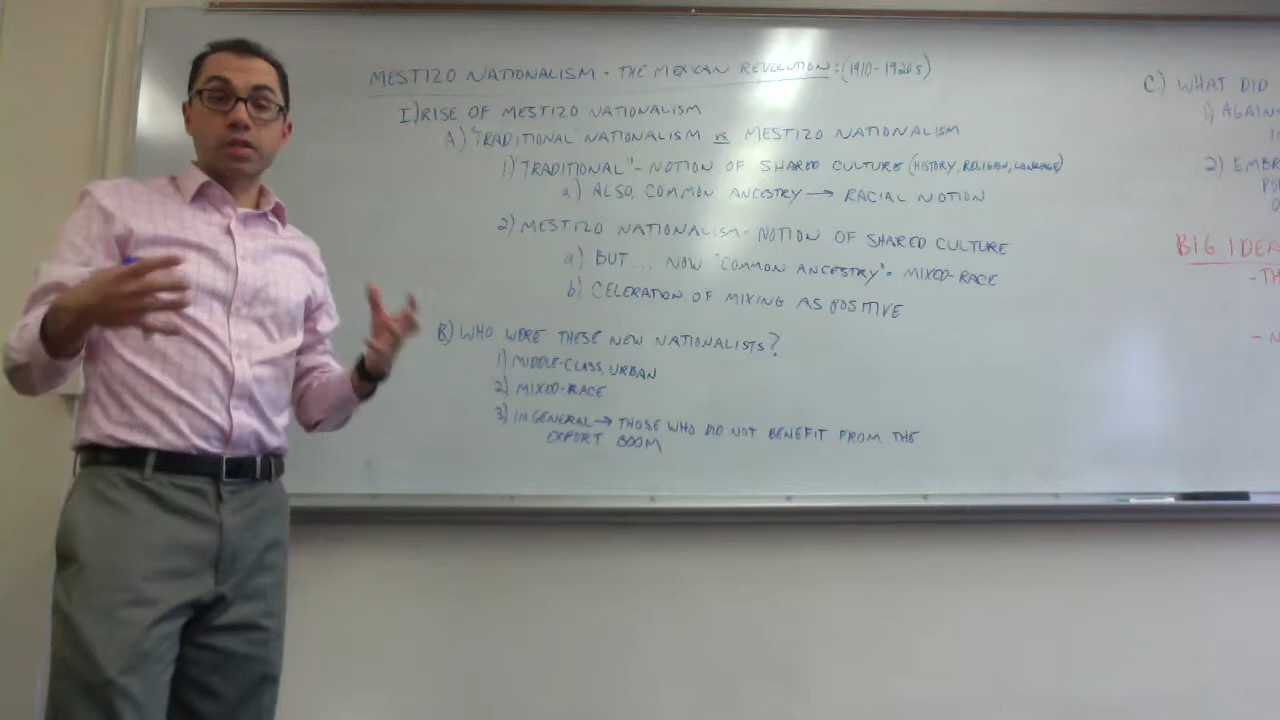 MESTIZO NATIONALISM - THE MEXICAN REVOLUTION: (1910-1920s)
I) RISE OF MESTIZO NATIONALISM
A) "TRADITIONAL NATIONALISM vs MESTIZO NATIONALISM
1) TRADITIONAL" - NOTION OF SHARED CULTURE (HISTORY, RELIGION, LANGUAGE)
a) ALSO, COMMON ANCESTRY → RACIAL NOTION
2) MESTIZO NATIONALISM - NOTION OF SHARED CULTURE
a) BUT... NOW "COMMON ANCESTRY" = MIXED-RACE
b) CELERATION OF MIXING AS POSITIVE
B) WHO WERE THESE NEW NATIONALISTS?
1) MIDDLE-CLASS, URBAN
2) MIXED-RACE
3) IN GENERAL → THOSE WHO DID NOT BENEFIT FROM THE
EXPORT BOOM
C) WHAT DID
1) AGAINS
2) EMBR
BIG IDEA
- TH
- N